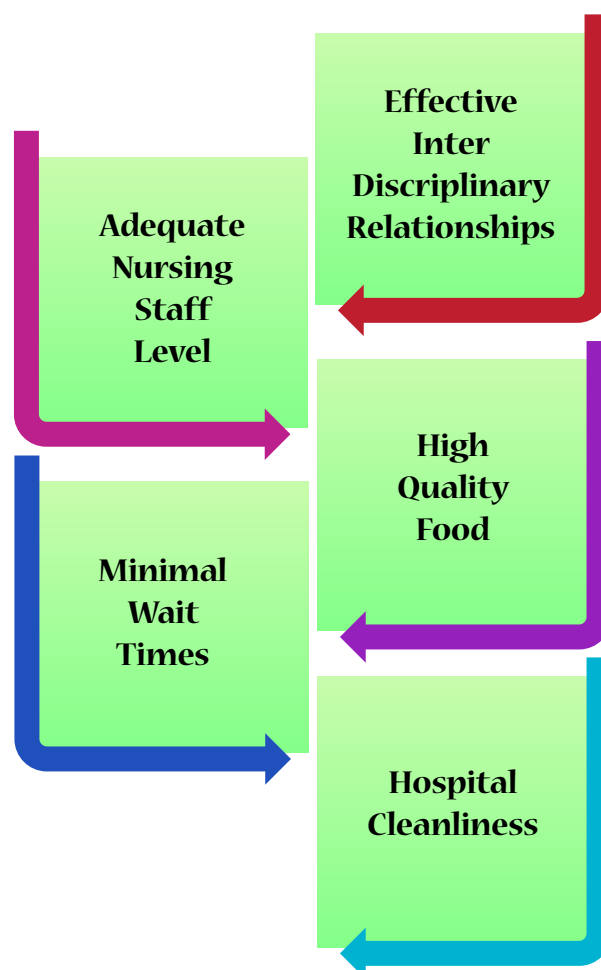 Effective
Inter
Discriplinary
Relationships
Adequate
Nursing
Staff
Level
High
Quality
Food
Minimal
Wait
Times
Hospital
Cleanliness